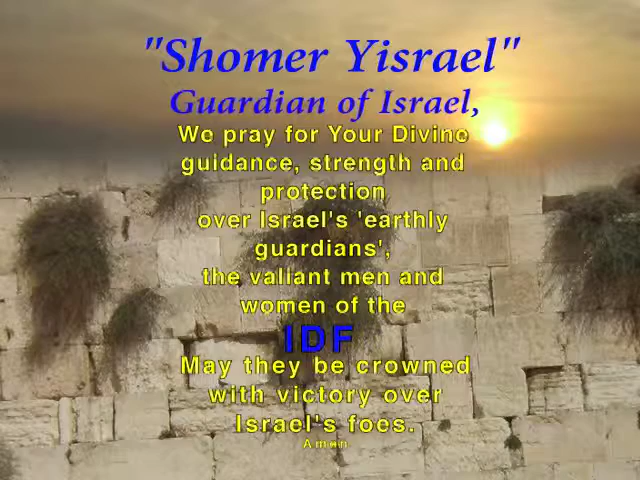 "Shomer Yisrael"
Guardian of Israel,
We pray for Your Divine
guidance, strength and
protection
over Israel's 'earthly
guardians',
the valiant men and
women of the
IDF
May they be crowned
with victory over
Israel's foes.
Amen